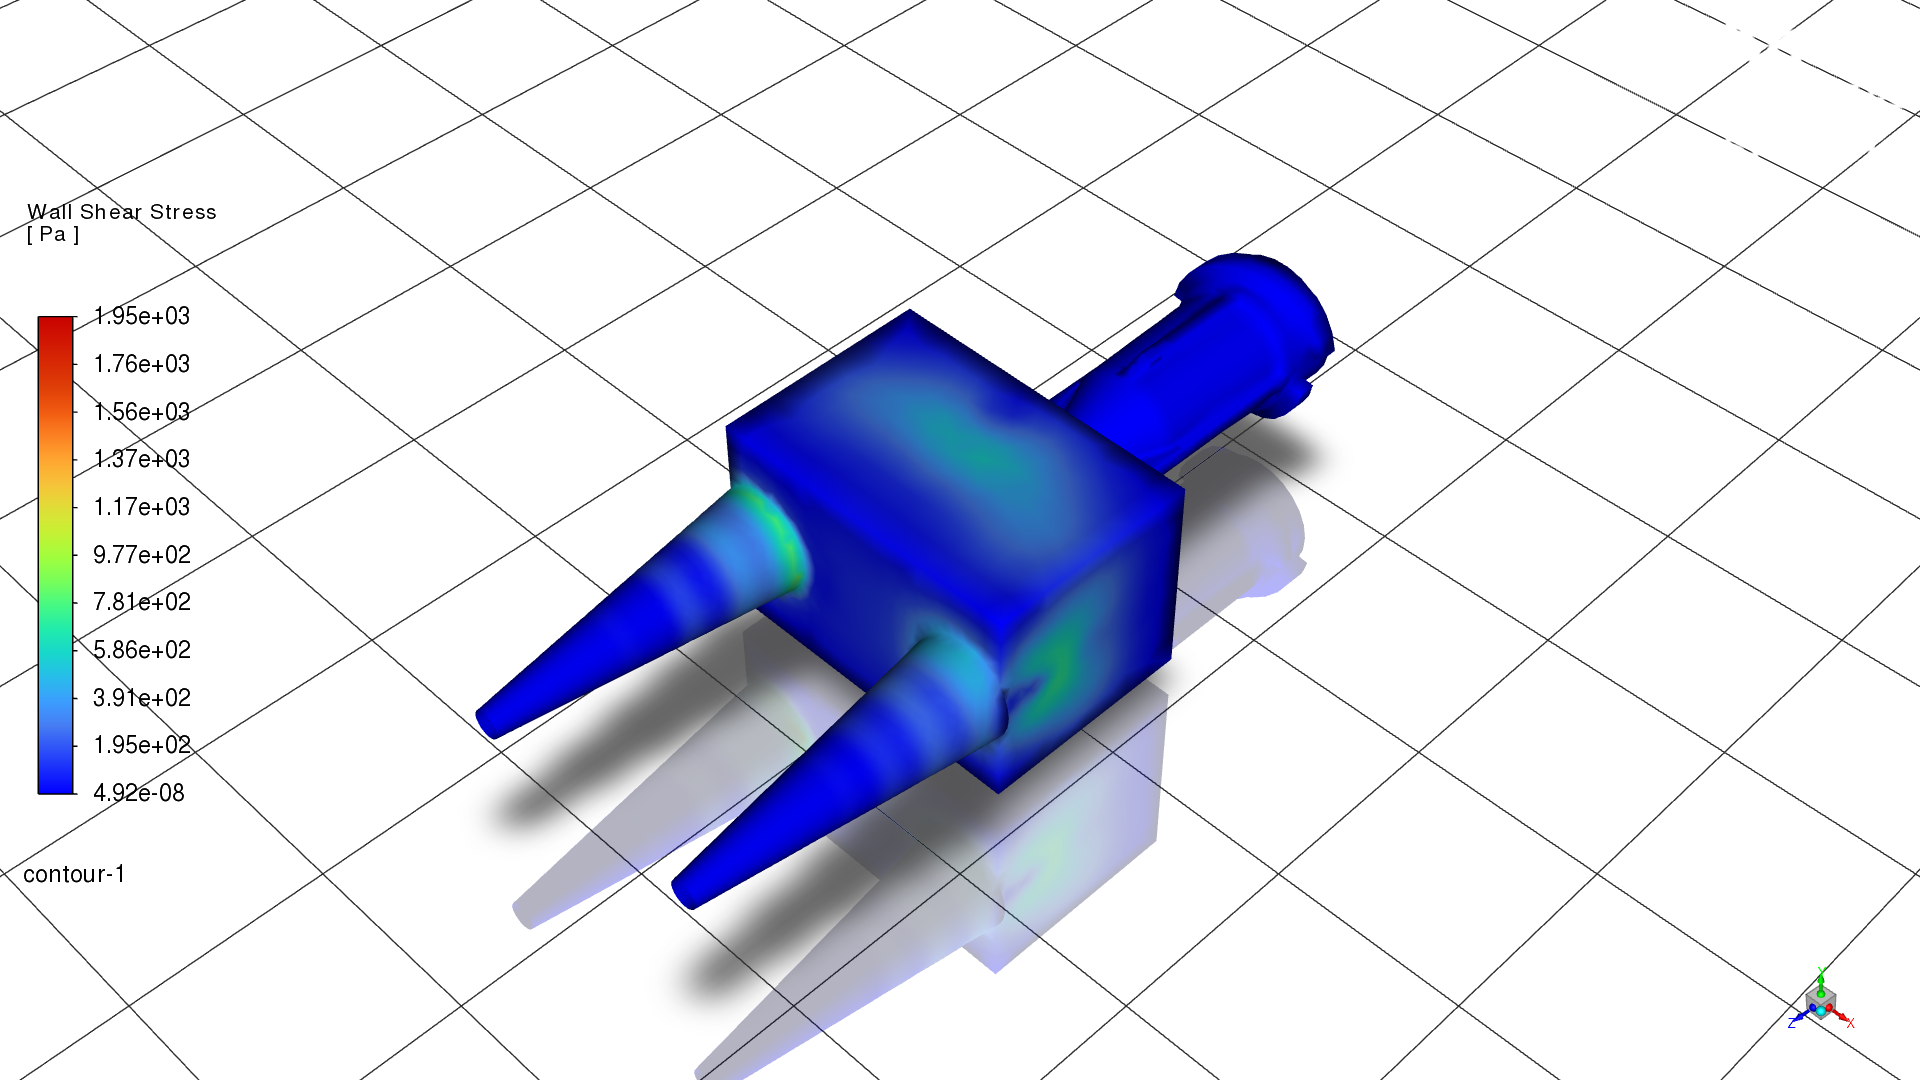 Wall Shear Stress
[ Pa ]
1.95e+03
1.76e+03
1.56e+03
1.37e+03
1.17e+03
9.77e+02
7.81e+02
5.86e+02
3.91e+02
1.95e+02
4.92e-08
contour-1
Y
Z
X